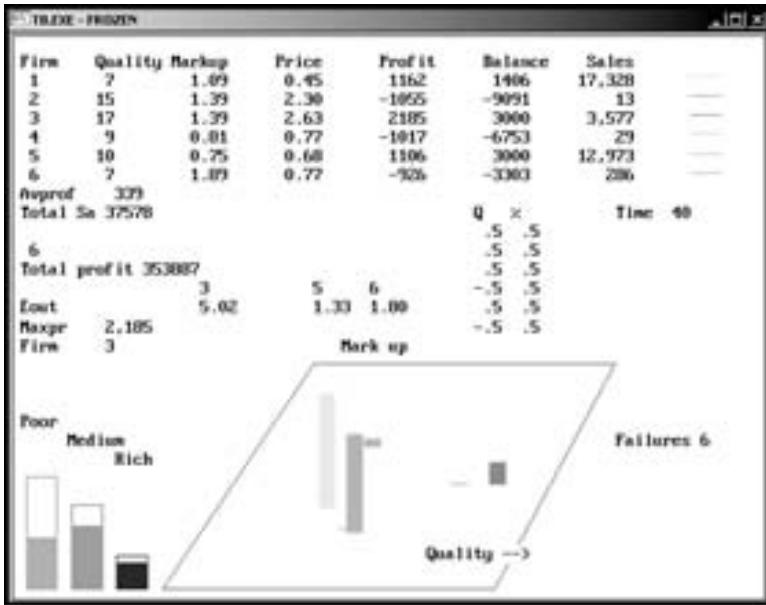 TB.EXE - FROZEN
Firm Quality Markup Price Profit Balance Sales
1 7 1.09 0.45 1162 1406 17,328
2 15 1.39 2.30 -1055 -9091 13
3 17 1.39 2.63 2185 3000 3,577
4 9 0.81 0.77 -1017 -6753 29
5 10 0.75 0.68 1106 3000 12,973
6 7 1.89 0.77 -926 -3303 286
Avprof 339
Total Sa 37578 Q % Time 40
.5 .5
6 .5 .5
Total profit 353887 .5 .5
3 5 6 -.5 .5
Eout 5.02 1.33 1.80 .5 .5
Maxpr 2,185 -.5 .5
Firm 3 Mark up
Poor
Medium
Rich
Failures 6
Quality -->